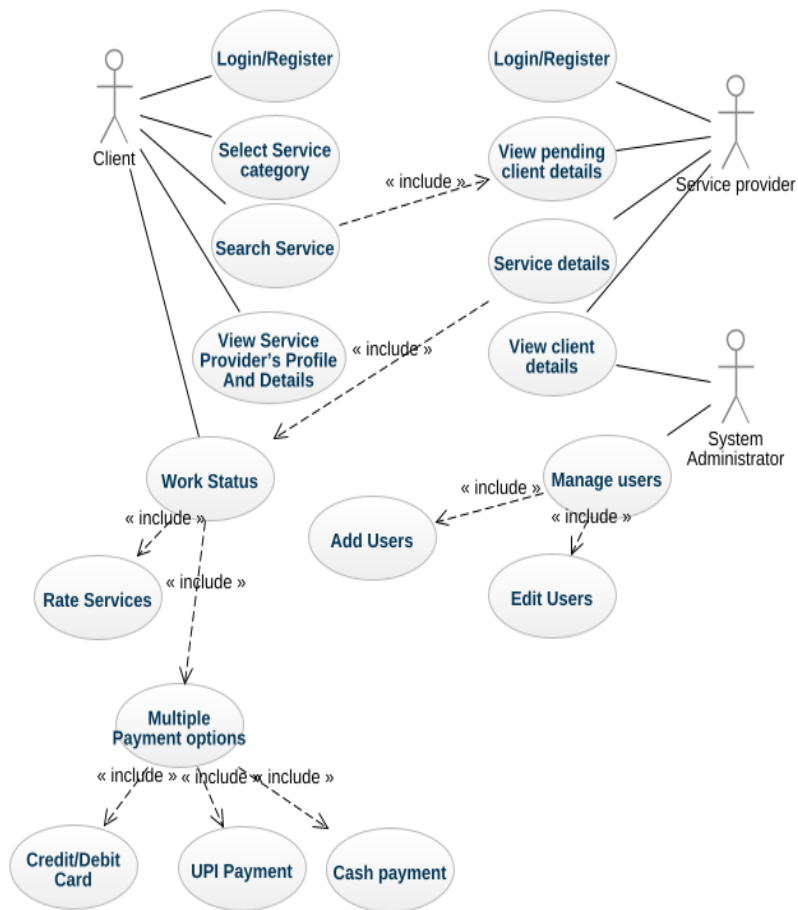 Login/Register
Login/Register
Client
Select Service
category
View pending
client details
Service provider
« include »
Search Service
Service details
View Service
Provider’s Profile
And Details
« include »
View client
details
System
Administrator
Work Status
Manage users
« include »
« include »
« include »
Add Users
Rate Services
« include »
Edit Users
Multiple
Payment options
« include »
« include »
« include »
Credit/Debit
Card
UPI Payment
Cash payment